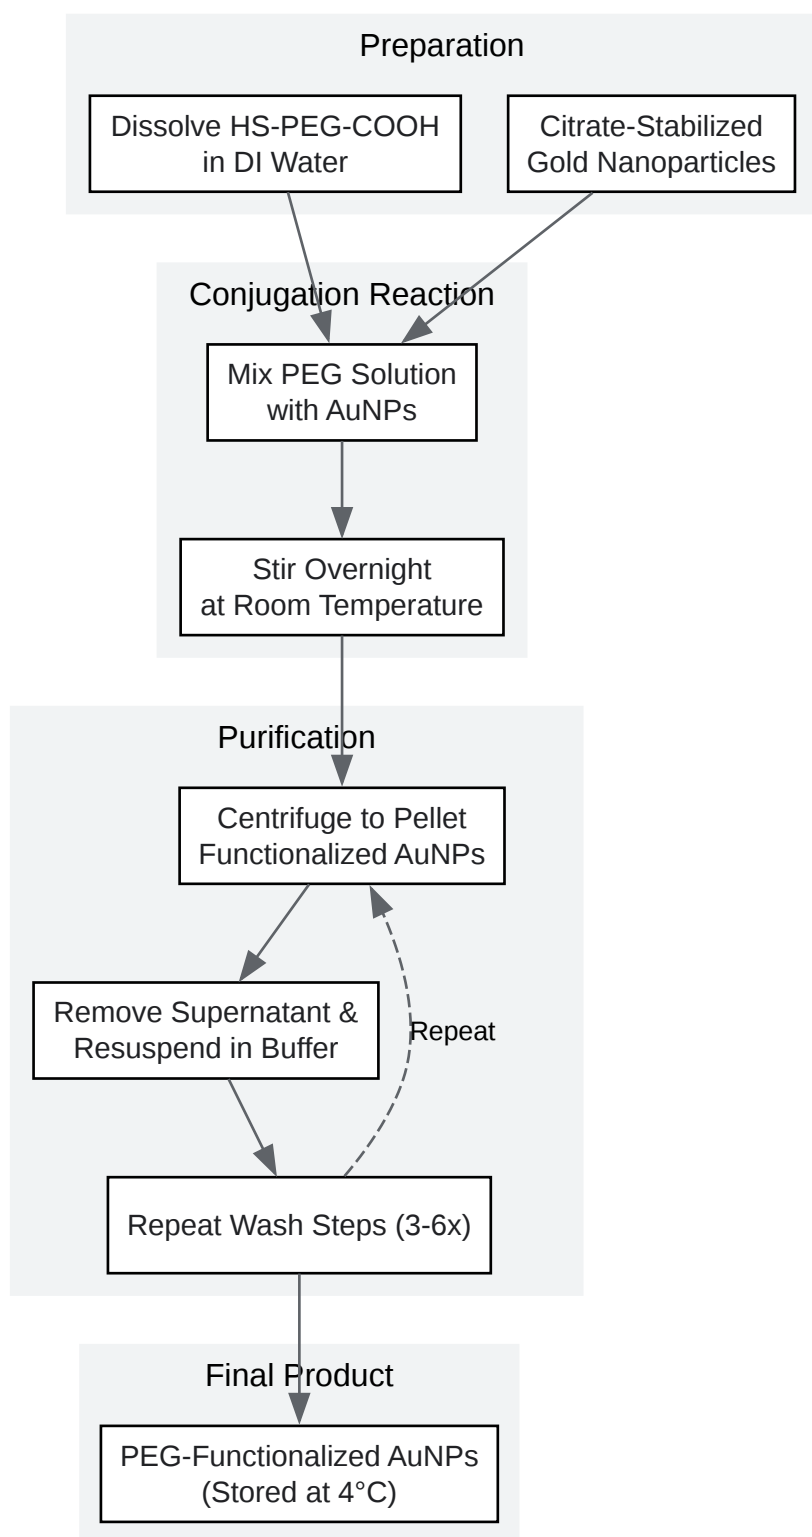 Preparation
Dissolve HS-PEG-COOH
in DI Water
Citrate-Stabilized
Gold Nanoparticles
Conjugation Reaction
Mix PEG Solution
with AuNPs
Stir Overnight
at Room Temperature
Purification
Centrifuge to Pellet
Functionalized AuNPs
Remove Supernatant &
Resuspend in Buffer
Repeat
Repeat Wash Steps (3-6x)
Final Product
PEG-Functionalized AuNPs
(Stored at 4°C)